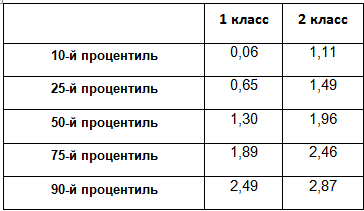 1 класс 2 класс
10-й процентиль 0,06 1,11
25-й процентиль 0,65 1,49
50-й процентиль 1,30 1,96
75-й процентиль 1,89 2,46
90-й процентиль 2,49 2,87